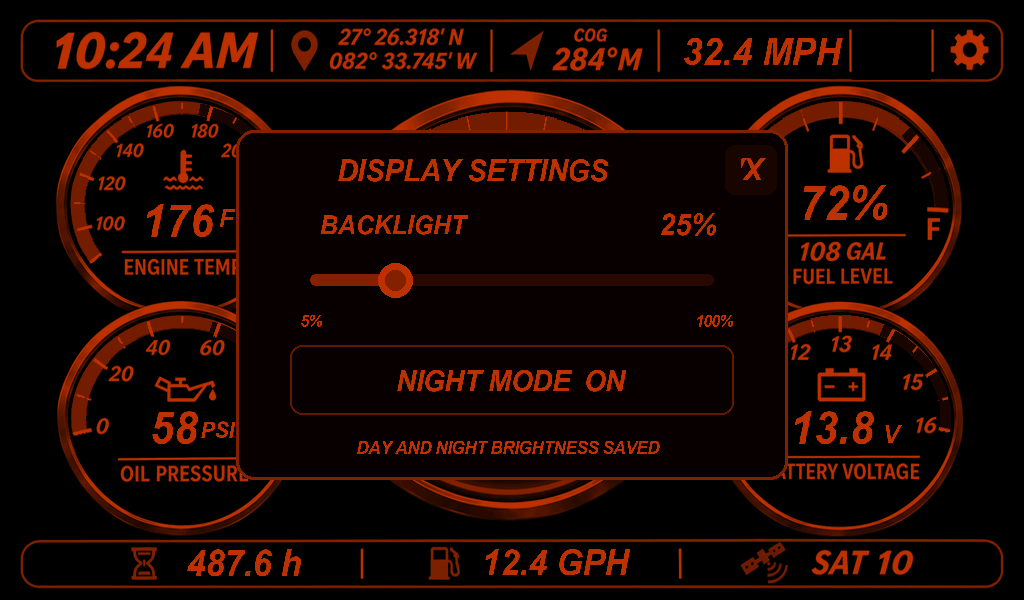 10:24 AM
27° 26.318' N
082° 33.745' W
COG
284°M
32.4 MPH
160 180
140
120
100
176 F
ENGINE TEMP
DISPLAY SETTINGS
X
BACKLIGHT 25%
5% 100%
NIGHT MODE ON
DAY AND NIGHT BRIGHTNESS SAVED
72%
F
108 GAL
FUEL LEVEL
40 60
20
0
58 PSI
OIL PRESSURE
12 13 14
15
16
13.8 V
ATTERY VOLTAGE
487.6 h
12.4 GPH
SAT 10